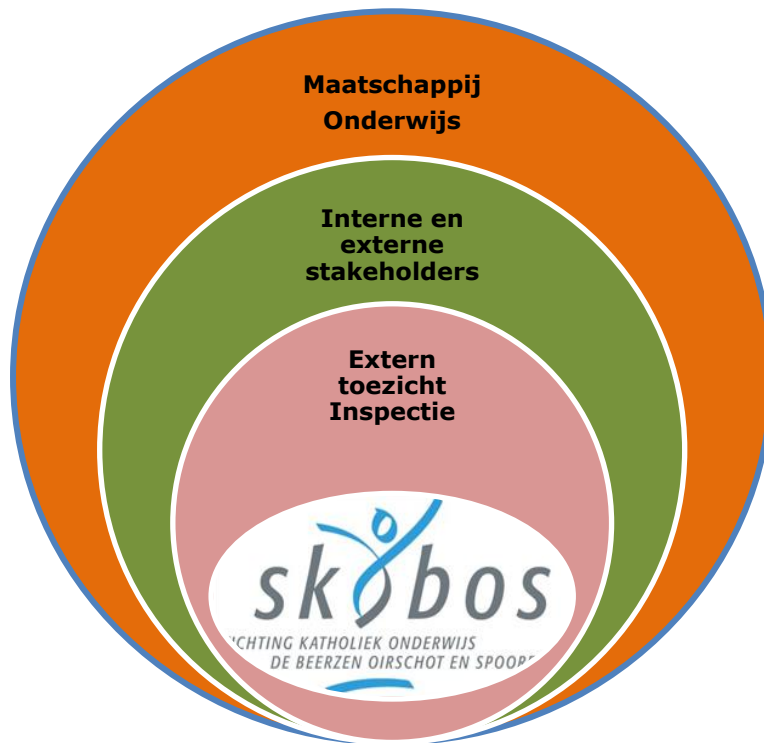 Maatschappij
Onderwijs
Interne en
externe
stakeholders
Extern
toezicht
Inspectie
skobos
KATHOLIEK ONDERWIJS
DE BEERZEN OIRSCHOT EN